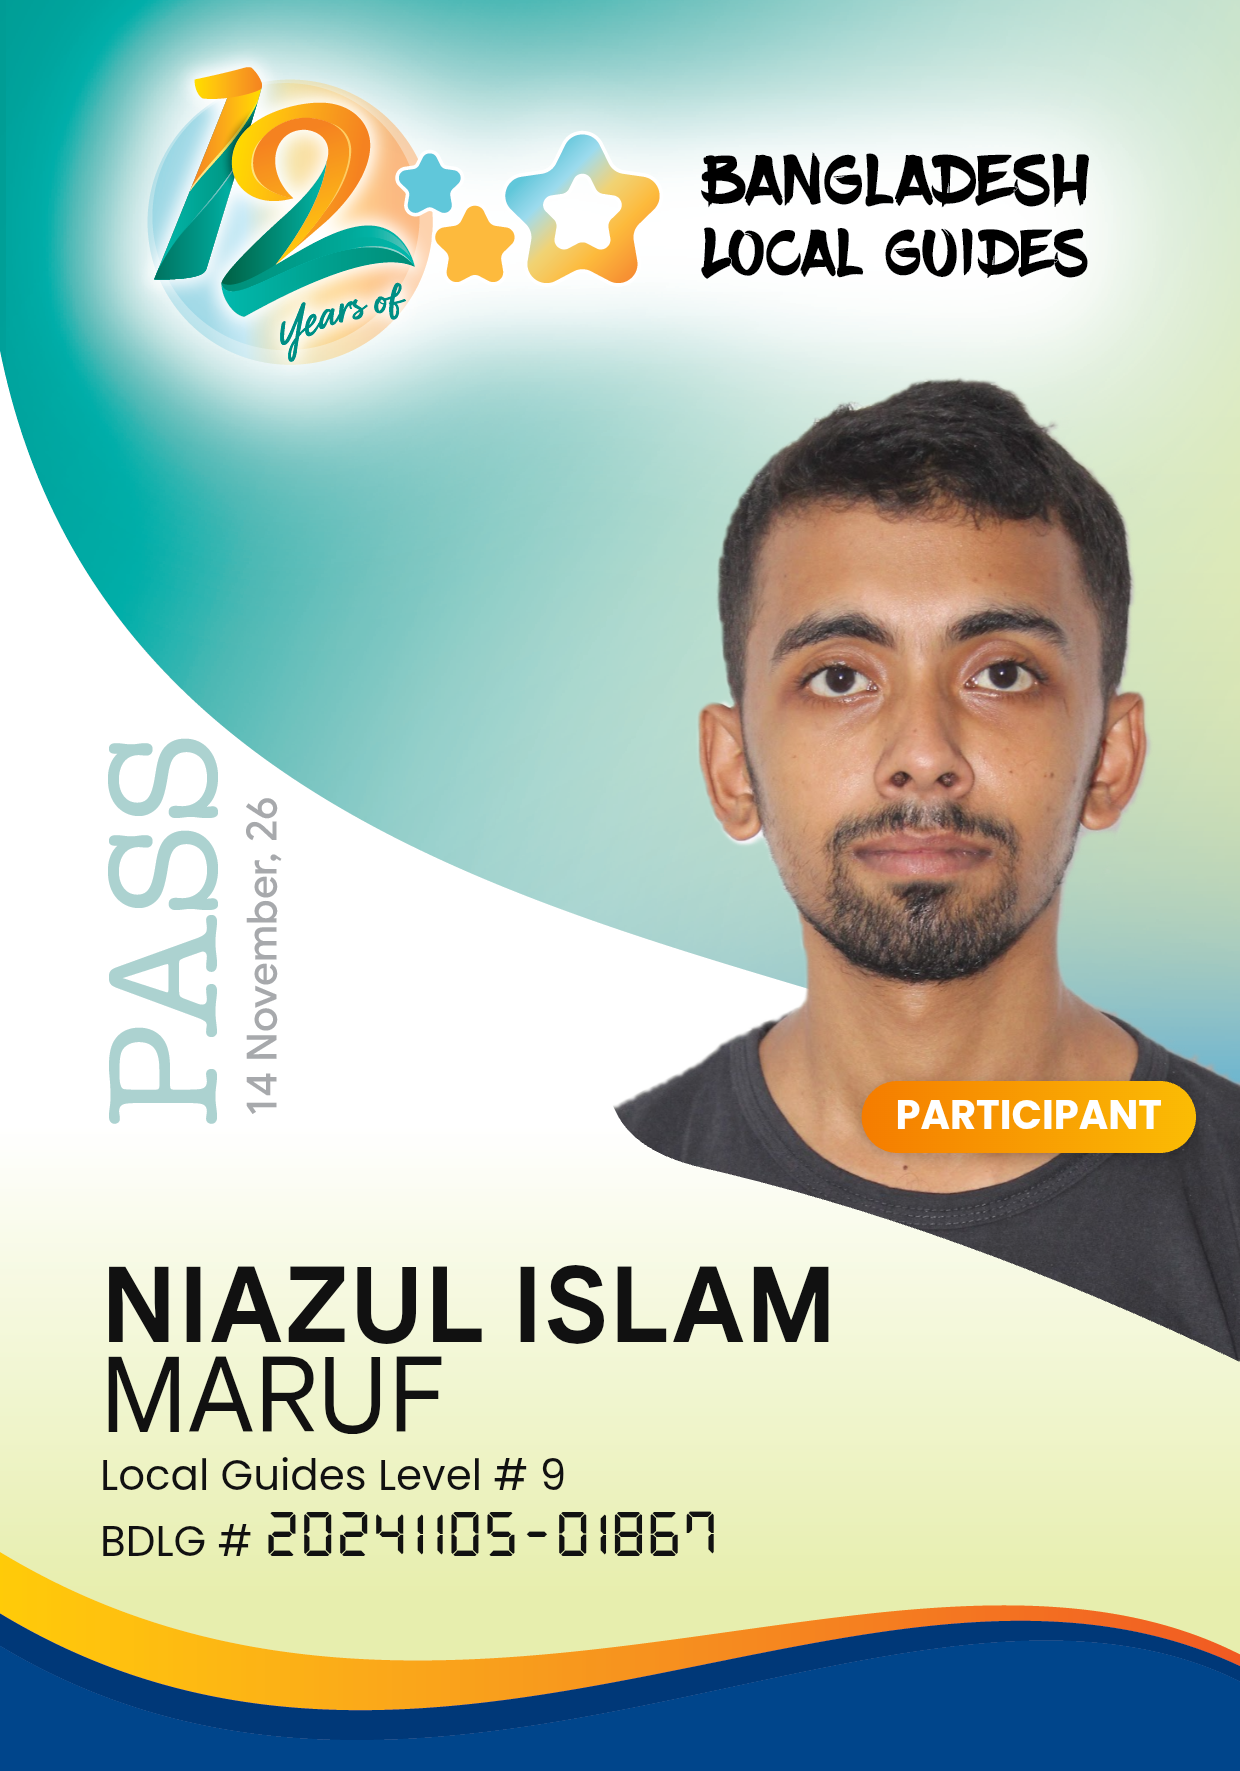 12
Years of
BANGLADESH
LOCAL GUIDES
PASS
14 November, 26
PARTICIPANT
NIAZUL ISLAM
MARUF
Local Guides Level # 9
BDLG # 20241105-01867